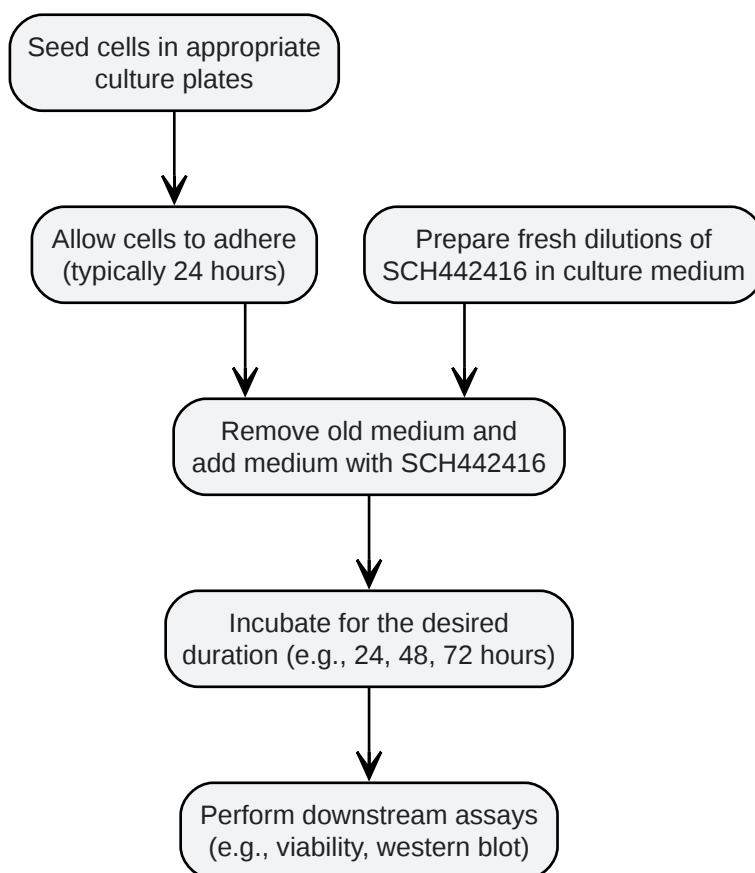 Seed cells in appropriate
culture plates
Allow cells to adhere
(typically 24 hours)
Prepare fresh dilutions of
SCH442416 in culture medium
Remove old medium and
add medium with SCH442416
Incubate for the desired
duration (e.g., 24, 48, 72 hours)
Perform downstream assays
(e.g., viability, western blot)